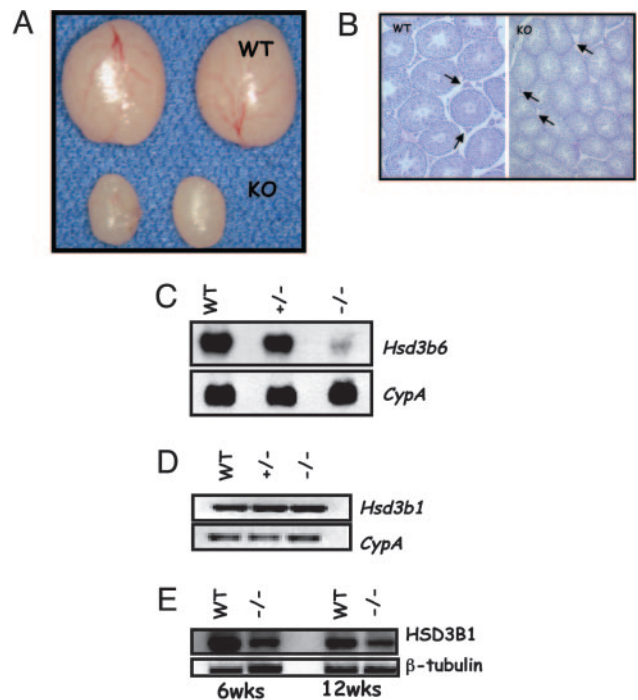 A
WT
KO
B
WT
KO
C
WT
+/-
-/-
Hsd3b6
CypA
D
WT
+/-
-/-
Hsd3b1
CypA
E
WT
-/-
WT
-/-
HSD3B1
β-tubulin
6wks
12wks